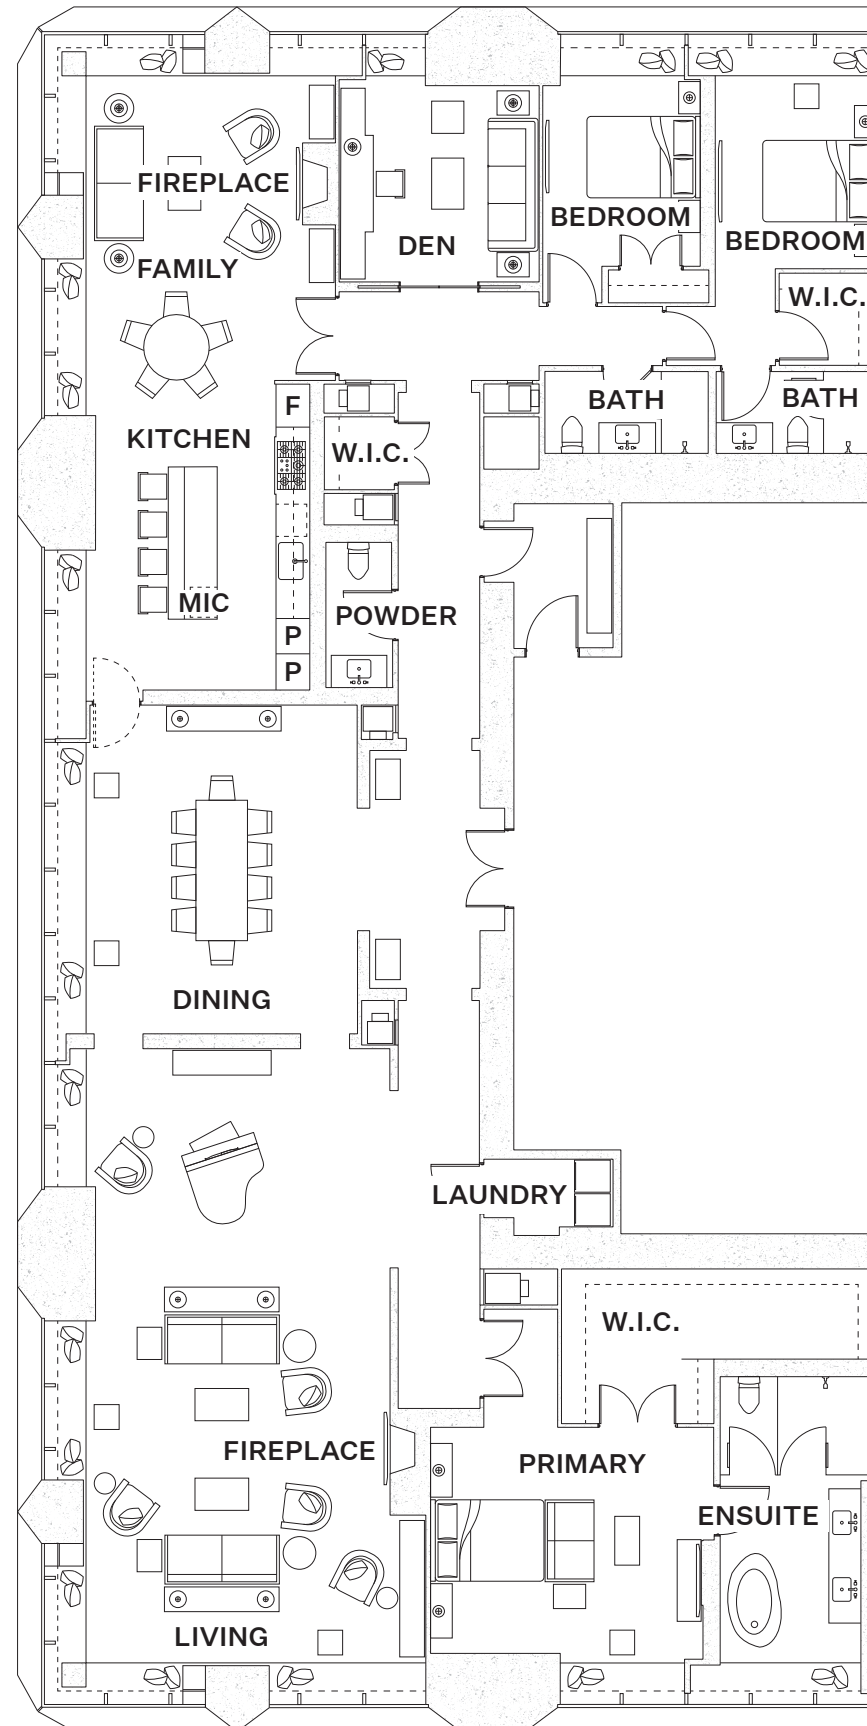 FIREPLACE
BEDROOM
DEN
BEDROOM
FAMILY
W.I.C.
BATH
BATH
F
KITCHEN
W.I.C.
MIC
POWDER
P
P
DINING
LAUNDRY
W.I.C.
FIREPLACE
PRIMARY
ENSUITE
LIVING